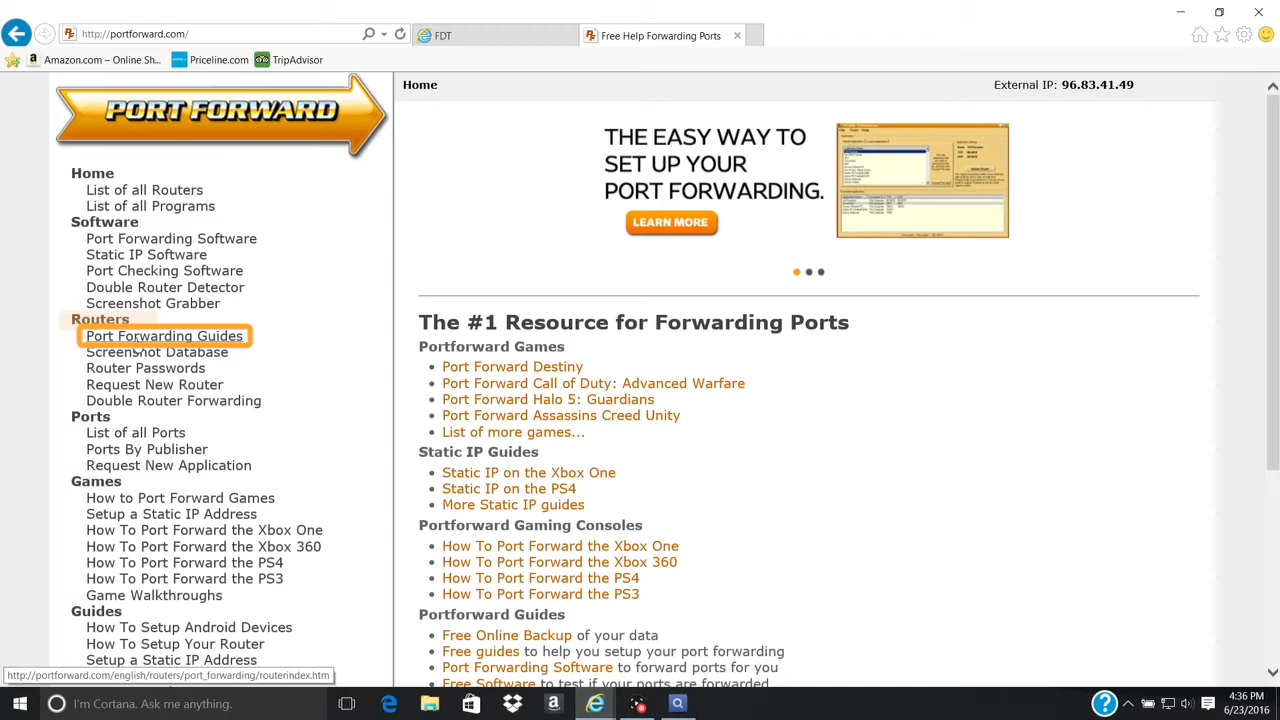 http://portforward.com/
FDT
Free Help Forwarding Ports
Amazon.com – Online Sh...
Priceline.com
TripAdvisor
PORT FORWARD
Home
List of all Routers
List of all Programs
Software
Port Forwarding Software
Static IP Software
Port Checking Software
Double Router Detector
Screenshot Grabber
Routers
Port Forwarding Guides
Screenshot Database
Router Passwords
Request New Router
Double Router Forwarding
Ports
List of all Ports
Ports By Publisher
Request New Application
Games
How to Port Forward Games
Setup a Static IP Address
How To Port Forward the Xbox One
How To Port Forward the Xbox 360
How To Port Forward the PS4
How To Port Forward the PS3
Game Walkthroughs
Guides
How To Setup Android Devices
How To Setup Your Router
Setup a Static IP Address
Home
External IP: 96.83.41.49
THE EASY WAY TO
SET UP YOUR
PORT FORWARDING.
LEARN MORE
The #1 Resource for Forwarding Ports
Portforward Games
• Port Forward Destiny
• Port Forward Call of Duty: Advanced Warfare
• Port Forward Halo 5: Guardians
• Port Forward Assassins Creed Unity
• List of more games...
Static IP Guides
• Static IP on the Xbox One
• Static IP on the PS4
• More Static IP guides
Portforward Gaming Consoles
• How To Port Forward the Xbox One
• How To Port Forward the Xbox 360
• How To Port Forward the PS4
• How To Port Forward the PS3
Portforward Guides
• Free Online Backup of your data
• Free guides to help you setup your port forwarding
• Port Forwarding Software to forward ports for you
• Free Software to test if your ports are forwarded
http://portforward.com/english/routers/port_forwarding/routerindex.htm
I'm Cortana. Ask me anything.
4:36 PM
6/23/2016